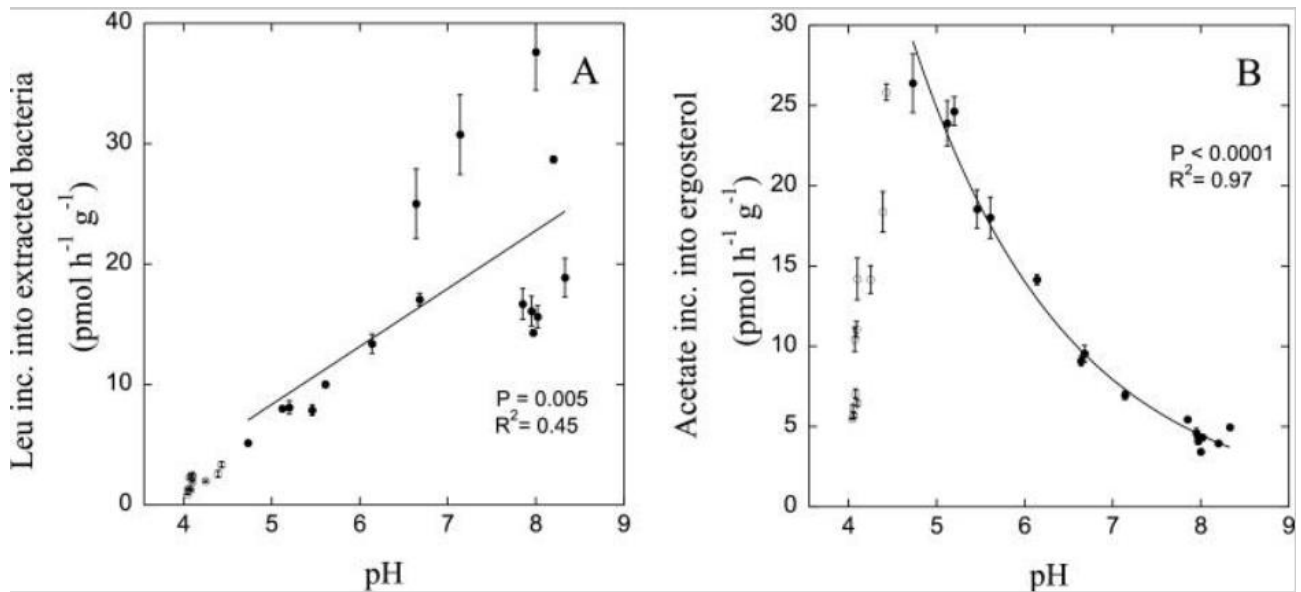 Leu inc. into extracted bacteria
(pmol h⁻¹ g⁻¹)
40
30
20
10
0
A
P = 0.005
R²= 0.45
4 5 6 7 8 9
pH
Acetate inc. into ergosterol
(pmol h⁻¹ g⁻¹)
30
25
20
15
10
5
0
B
P < 0.0001
R²= 0.97
4 5 6 7 8 9
pH